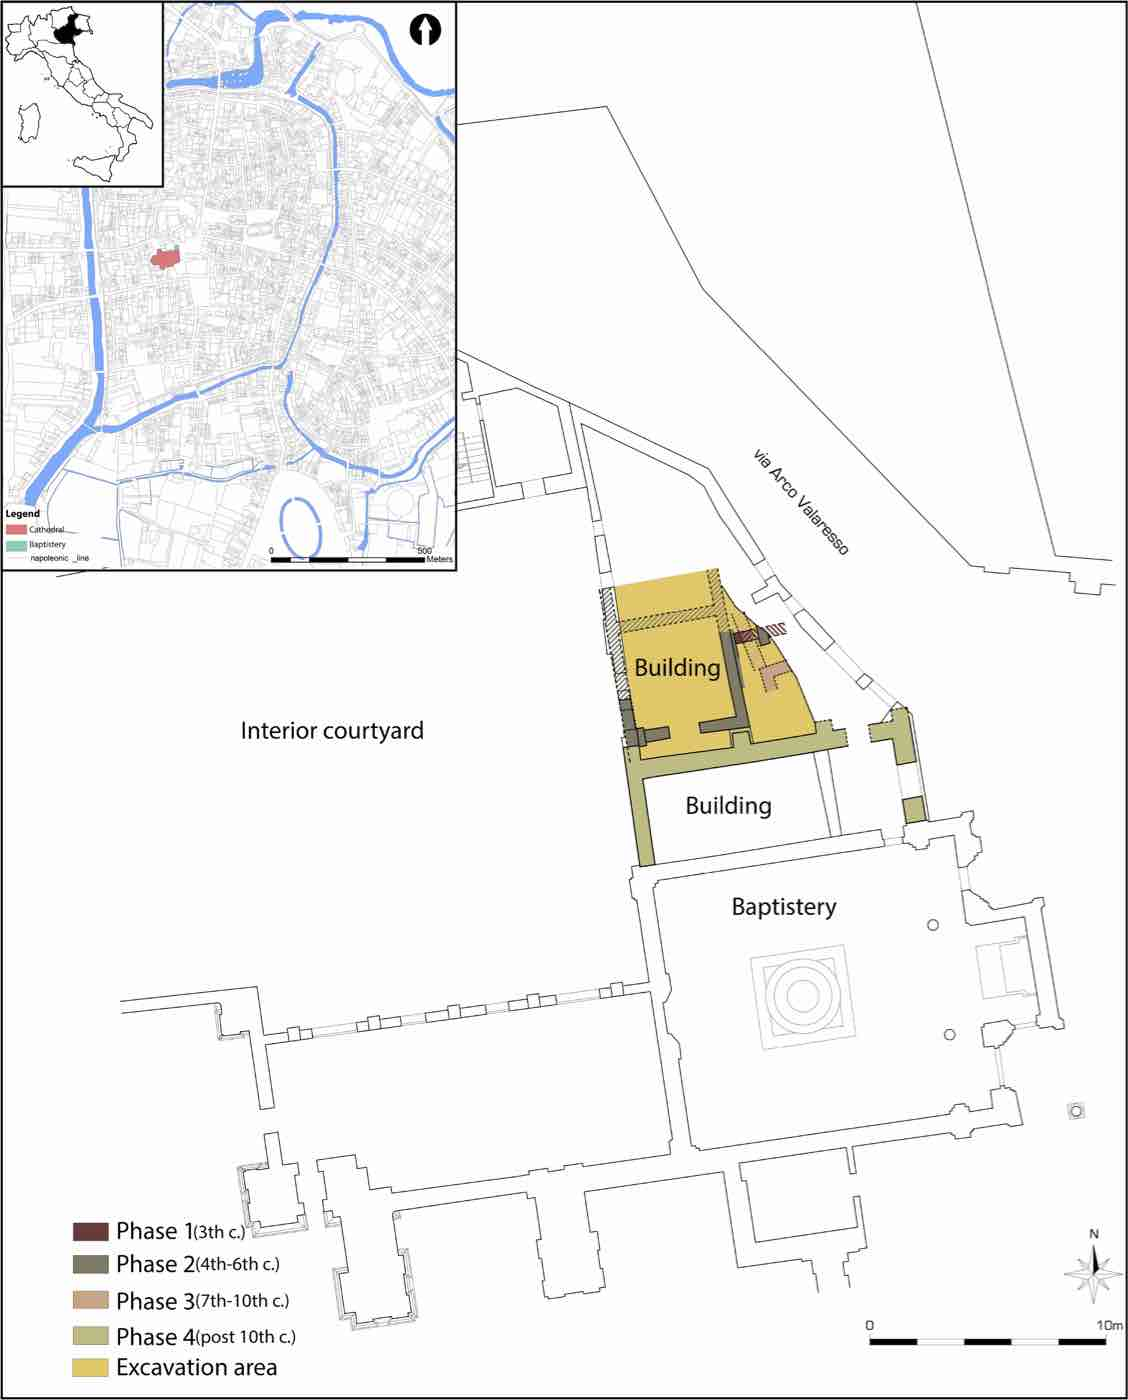 Legend
Cathedral
Baptistery
napoleonic _line
0 500
Meters
via Arco Valaresso
Building
Interior courtyard
Building
Baptistery
Phase 1(3th c.)
Phase 2(4th-6th c.)
Phase 3(7th-10th c.)
Phase 4(post 10th c.)
Excavation area
N
0 10m